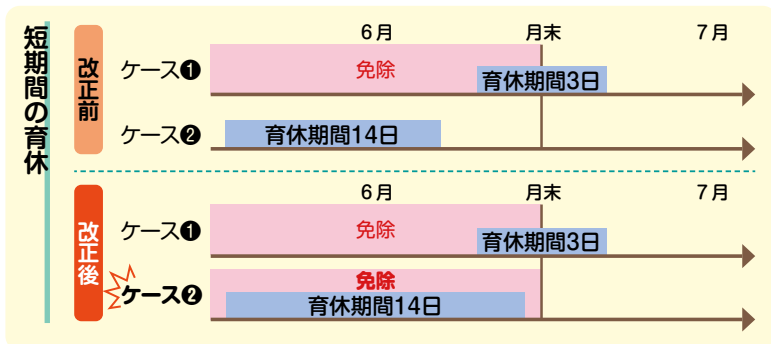 短期間の育休
改正前
6月 月末 7月
ケース❶ 免除
育休期間3日
ケース❷ 育休期間14日
改正後
6月 月末 7月
ケース❶ 免除
育休期間3日
ケース❷ 免除
育休期間14日